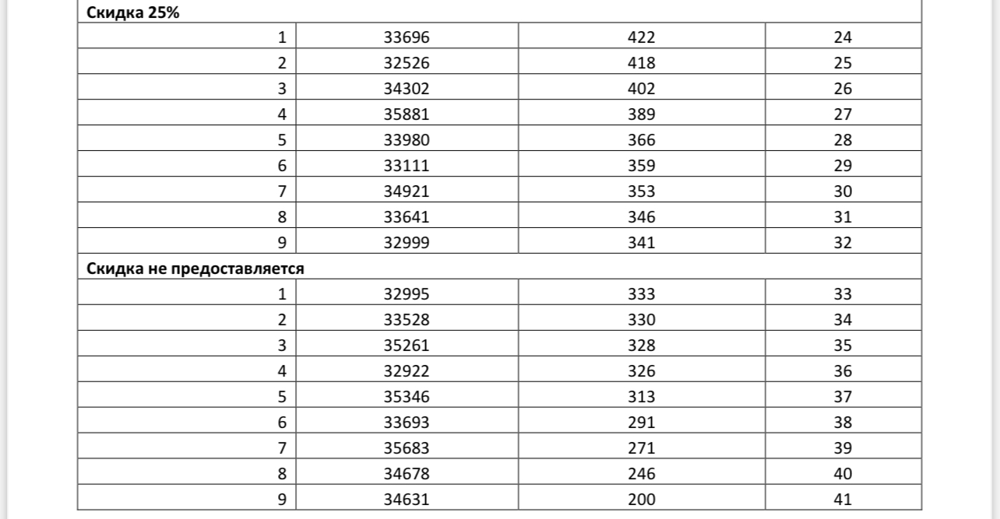 Скидка 25%
1 33696 422 24
2 32526 418 25
3 34302 402 26
4 35881 389 27
5 33980 366 28
6 33111 359 29
7 34921 353 30
8 33641 346 31
9 32999 341 32
Скидка не предоставляется
1 32995 333 33
2 33528 330 34
3 35261 328 35
4 32922 326 36
5 35346 313 37
6 33693 291 38
7 35683 271 39
8 34678 246 40
9 34631 200 41